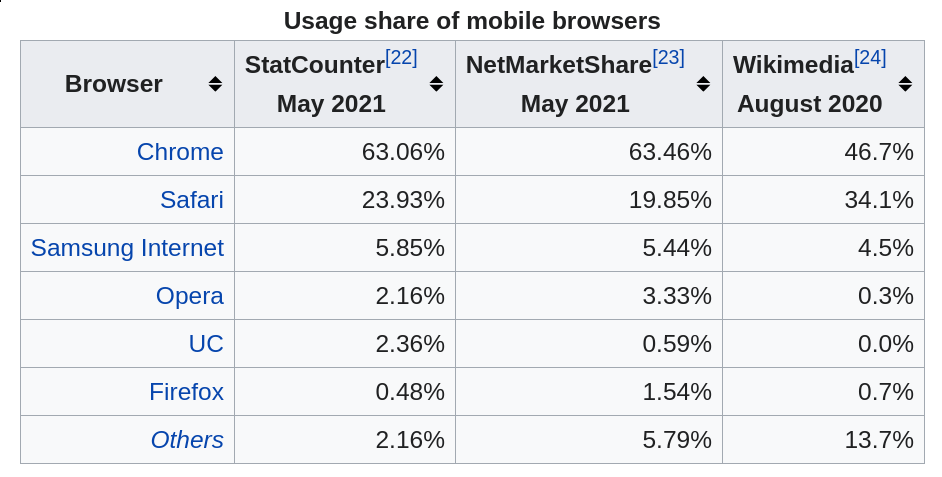 Usage share of mobile browsers
Browser StatCounter[22] May 2021 NetMarketShare[23] May 2021 Wikimedia[24] August 2020
Chrome 63.06% 63.46% 46.7%
Safari 23.93% 19.85% 34.1%
Samsung Internet 5.85% 5.44% 4.5%
Opera 2.16% 3.33% 0.3%
UC 2.36% 0.59% 0.0%
Firefox 0.48% 1.54% 0.7%
Others 2.16% 5.79% 13.7%